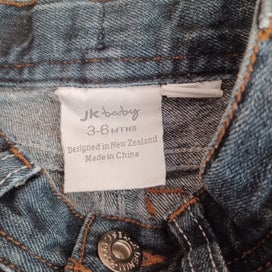 JK baby
3-6 MTHS
Designed in New Zealand
Made in China